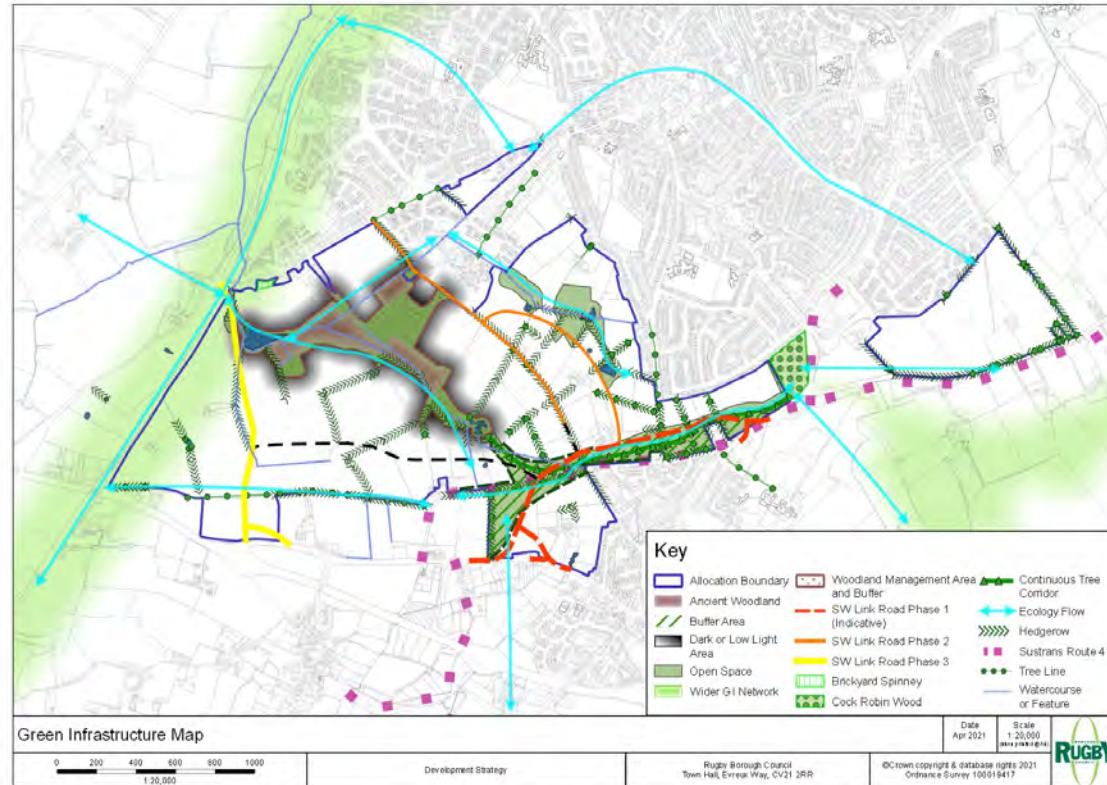 Key
Allocation Boundary
Ancient Woodland
Buffer Area
Dark or Low Light
Area
Open Space
Wider GI Network
Woodland Management Area
and Buffer
SW Link Road Phase 1
(Indicative)
SW Link Road Phase 2
SW Link Road Phase 3
Brickyard Spinney
Cock Robin Wood
Continuous Tree
Corridor
Ecology Flow
Hedgerow
Sustrans Route 4
Tree Line
Watercourse
or Feature
Green Infrastructure Map
Date
Apr 2021
Scale
1:20,000
0 200 400 600 800 1000
1:20,000
Development Strategy
Rugby Borough Council
Town Hall, Evreux Way, CV21 2RR
©Crown copyright & database rights 2021
Ordnance Survey 100019417
RUGBY